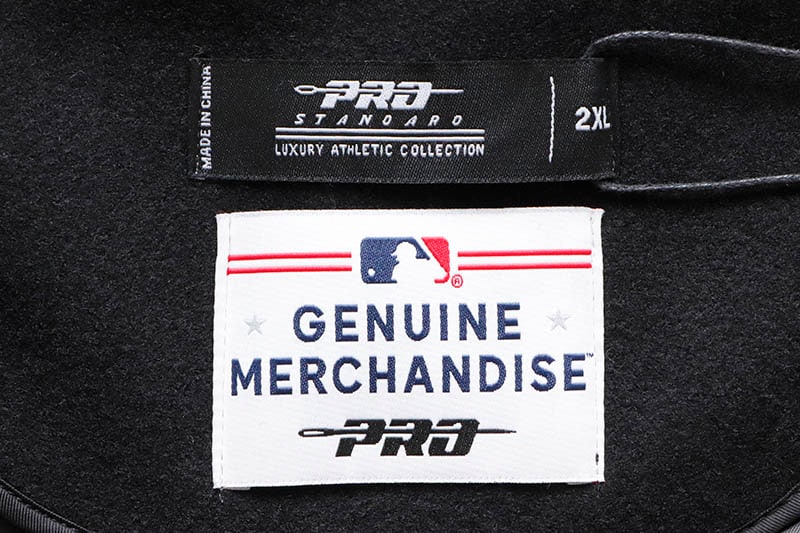 MADE IN CHINA
PRO
STANDARD
LUXURY ATHLETIC COLLECTION
2XL
®
GENUINE
MERCHANDISE™
PRO